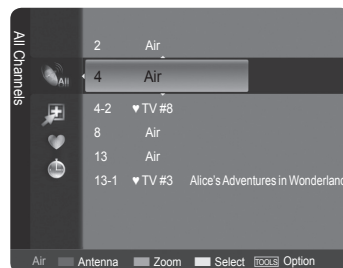 All Channels
All
2 Air
4 Air
4-2 ♥ TV #8
8 Air
13 Air
13-1 ♥ TV #3 Alice's Adventures in Wonderland
Air Antenna Zoom Select TOOLS Option